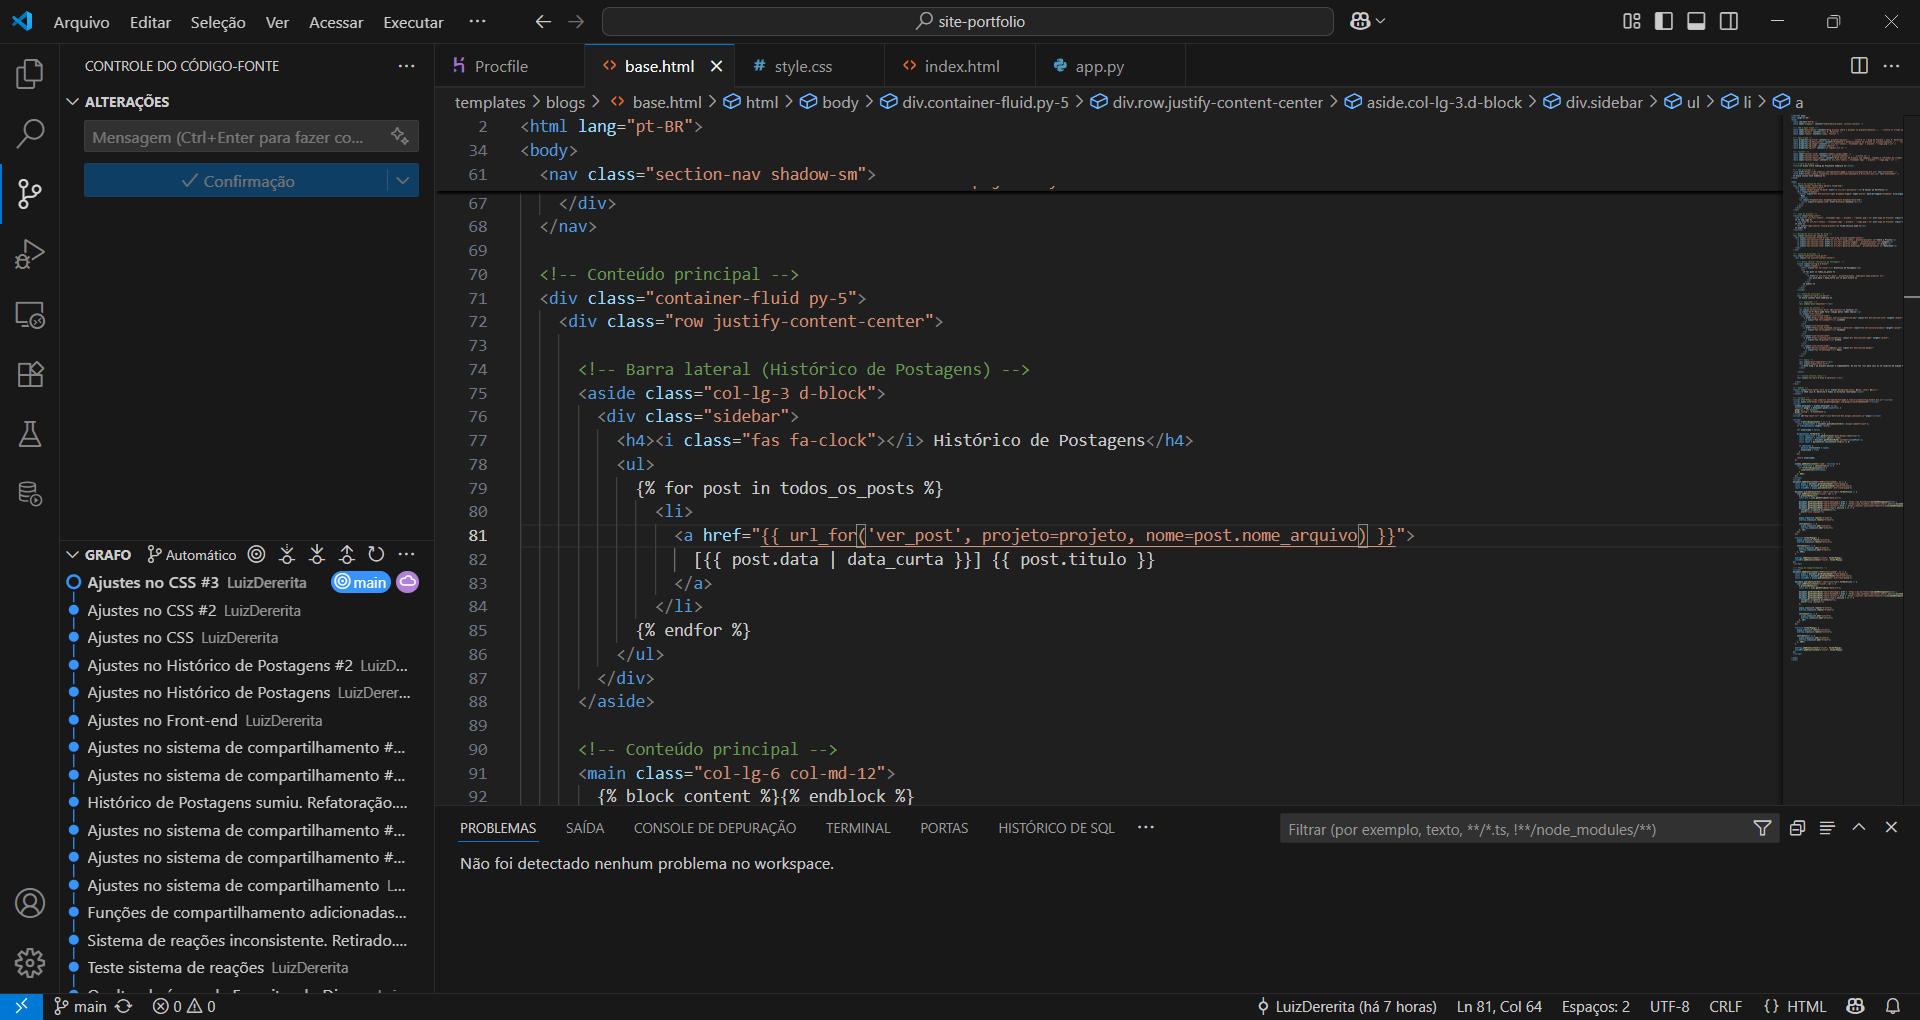 Arquivo Editar Seleção Ver Acessar Executar ···
site-portfolio
CONTROLE DO CÓDIGO-FONTE
ALTERAÇÕES
Mensagem (Ctrl+Enter para fazer co...
Confirmação
GRAFO Automático
Ajustes no CSS #3 LuizDererita main
Ajustes no CSS #2 LuizDererita
Ajustes no CSS LuizDererita
Ajustes no Histórico de Postagens #2 LuizD...
Ajustes no Histórico de Postagens LuizDerer...
Ajustes no Front-end LuizDererita
Ajustes no sistema de compartilhamento #...
Ajustes no sistema de compartilhamento #...
Histórico de Postagens sumiu. Refatoração....
Ajustes no sistema de compartilhamento #...
Ajustes no sistema de compartilhamento #...
Ajustes no sistema de compartilhamento L...
Funções de compartilhamento adicionadas...
Sistema de reações inconsistente. Retirado....
Teste sistema de reações LuizDererita
Procfile base.html style.css index.html app.py
templates > blogs > base.html > html > body > div.container-fluid.py-5 > div.row.justify-content-center > aside.col-lg-3.d-block > div.sidebar > ul > li > a
2 <html lang="pt-BR">
34 <body>
61 <nav class="section-nav shadow-sm">
67 </div>
68 </nav>
69
70 <!-- Conteúdo principal -->
71 <div class="container-fluid py-5">
72 <div class="row justify-content-center">
73
74 <!-- Barra lateral (Histórico de Postagens) -->
75 <aside class="col-lg-3 d-block">
76 <div class="sidebar">
77 <h4><i class="fas fa-clock"></i> Histórico de Postagens</h4>
78 <ul>
79 {% for post in todos_os_posts %}
80 <li>
81 <a href="{{ url_for('ver_post', projeto=projeto, nome=post.nome_arquivo) }}">
82 [{{ post.data | data_curta }}] {{ post.titulo }}
83 </a>
84 </li>
85 {% endfor %}
86 </ul>
87 </div>
88 </aside>
89
90 <!-- Conteúdo principal -->
91 <main class="col-lg-6 col-md-12">
92 {% block content %}{% endblock %}
PROBLEMAS SAÍDA CONSOLE DE DEPURAÇÃO TERMINAL PORTAS HISTÓRICO DE SQL ···
Filtrar (por exemplo, texto, **/*.ts, !**/node_modules/**)
Não foi detectado nenhum problema no workspace.
main 0 0 LuizDererita (há 7 horas) Ln 81, Col 64 Espaços: 2 UTF-8 CRLF {} HTML